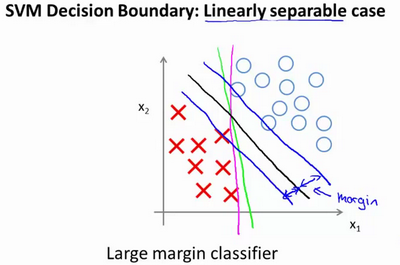 SVM Decision Boundary: Linearly separable case
x2
margin
x1
Large margin classifier